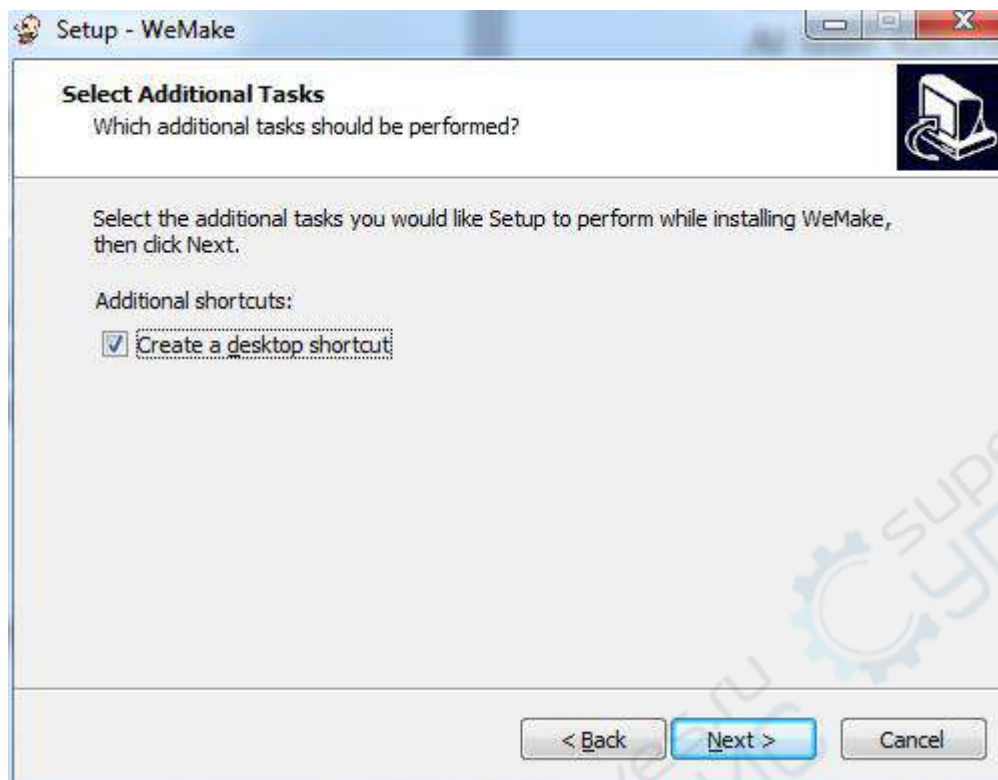 Setup - WeMake
Select Additional Tasks
Which additional tasks should be performed?
Select the additional tasks you would like Setup to perform while installing WeMake,
then click Next.
Additional shortcuts:
Create a desktop shortcut
< Back Next > Cancel